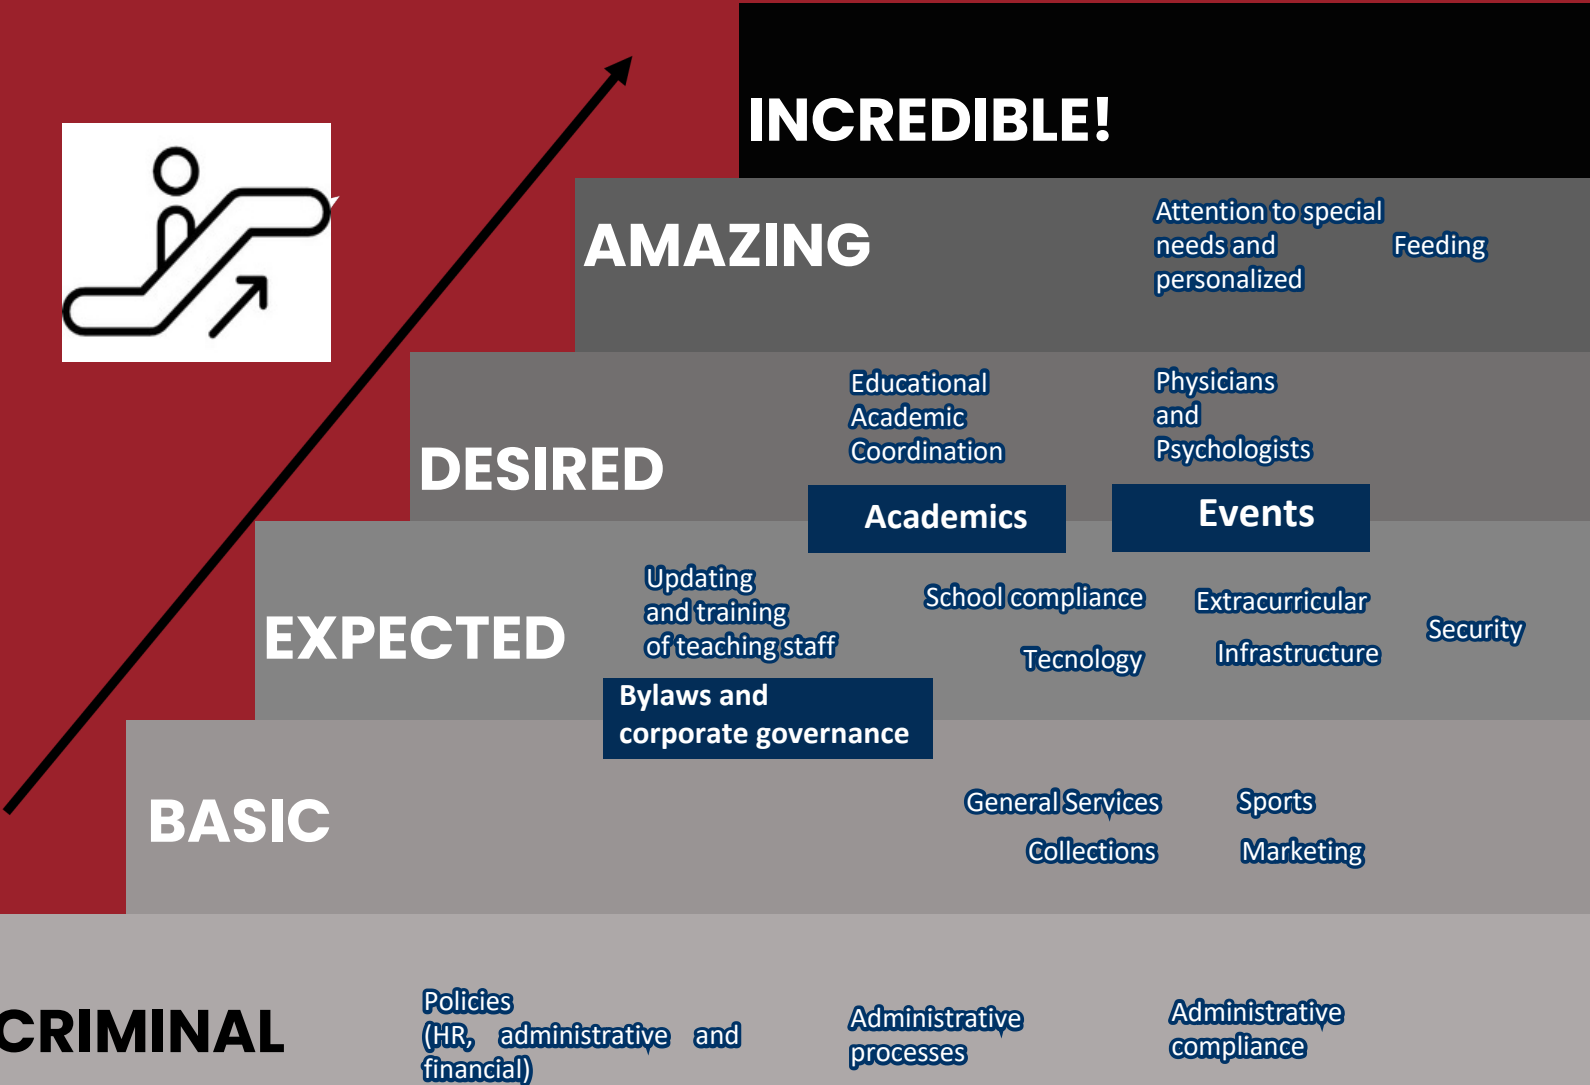 INCREDIBLE!
AMAZING
Attention to special
needs and
personalized
Feeding
DESIRED
Educational
Academic
Coordination
Physicians
and
Psychologists
Academics
Events
EXPECTED
Updating
and training
of teaching staff
School compliance
Tecnology
Extracurricular
Infrastructure
Security
Bylaws and
corporate governance
BASIC
General Services
Sports
Collections
Marketing
CRIMINAL
Policies
(HR, administrative and
financial)
Administrative
processes
Administrative
compliance